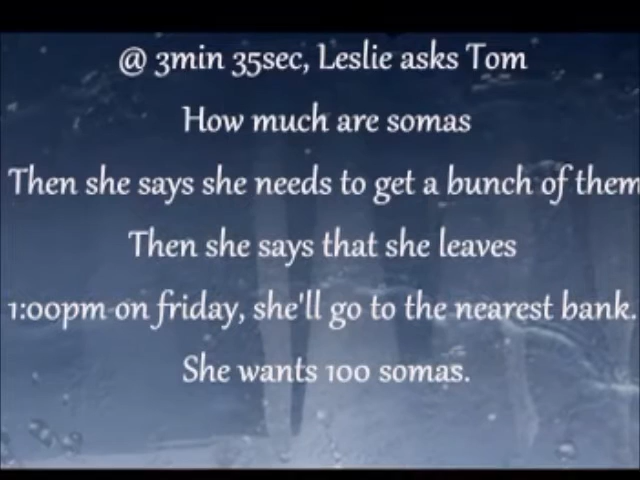 @ 3min 35sec, Leslie asks Tom
How much are somas
Then she says she needs to get a bunch of them
Then she says that she leaves
1:00pm on friday, she'll go to the nearest bank.
She wants 100 somas.